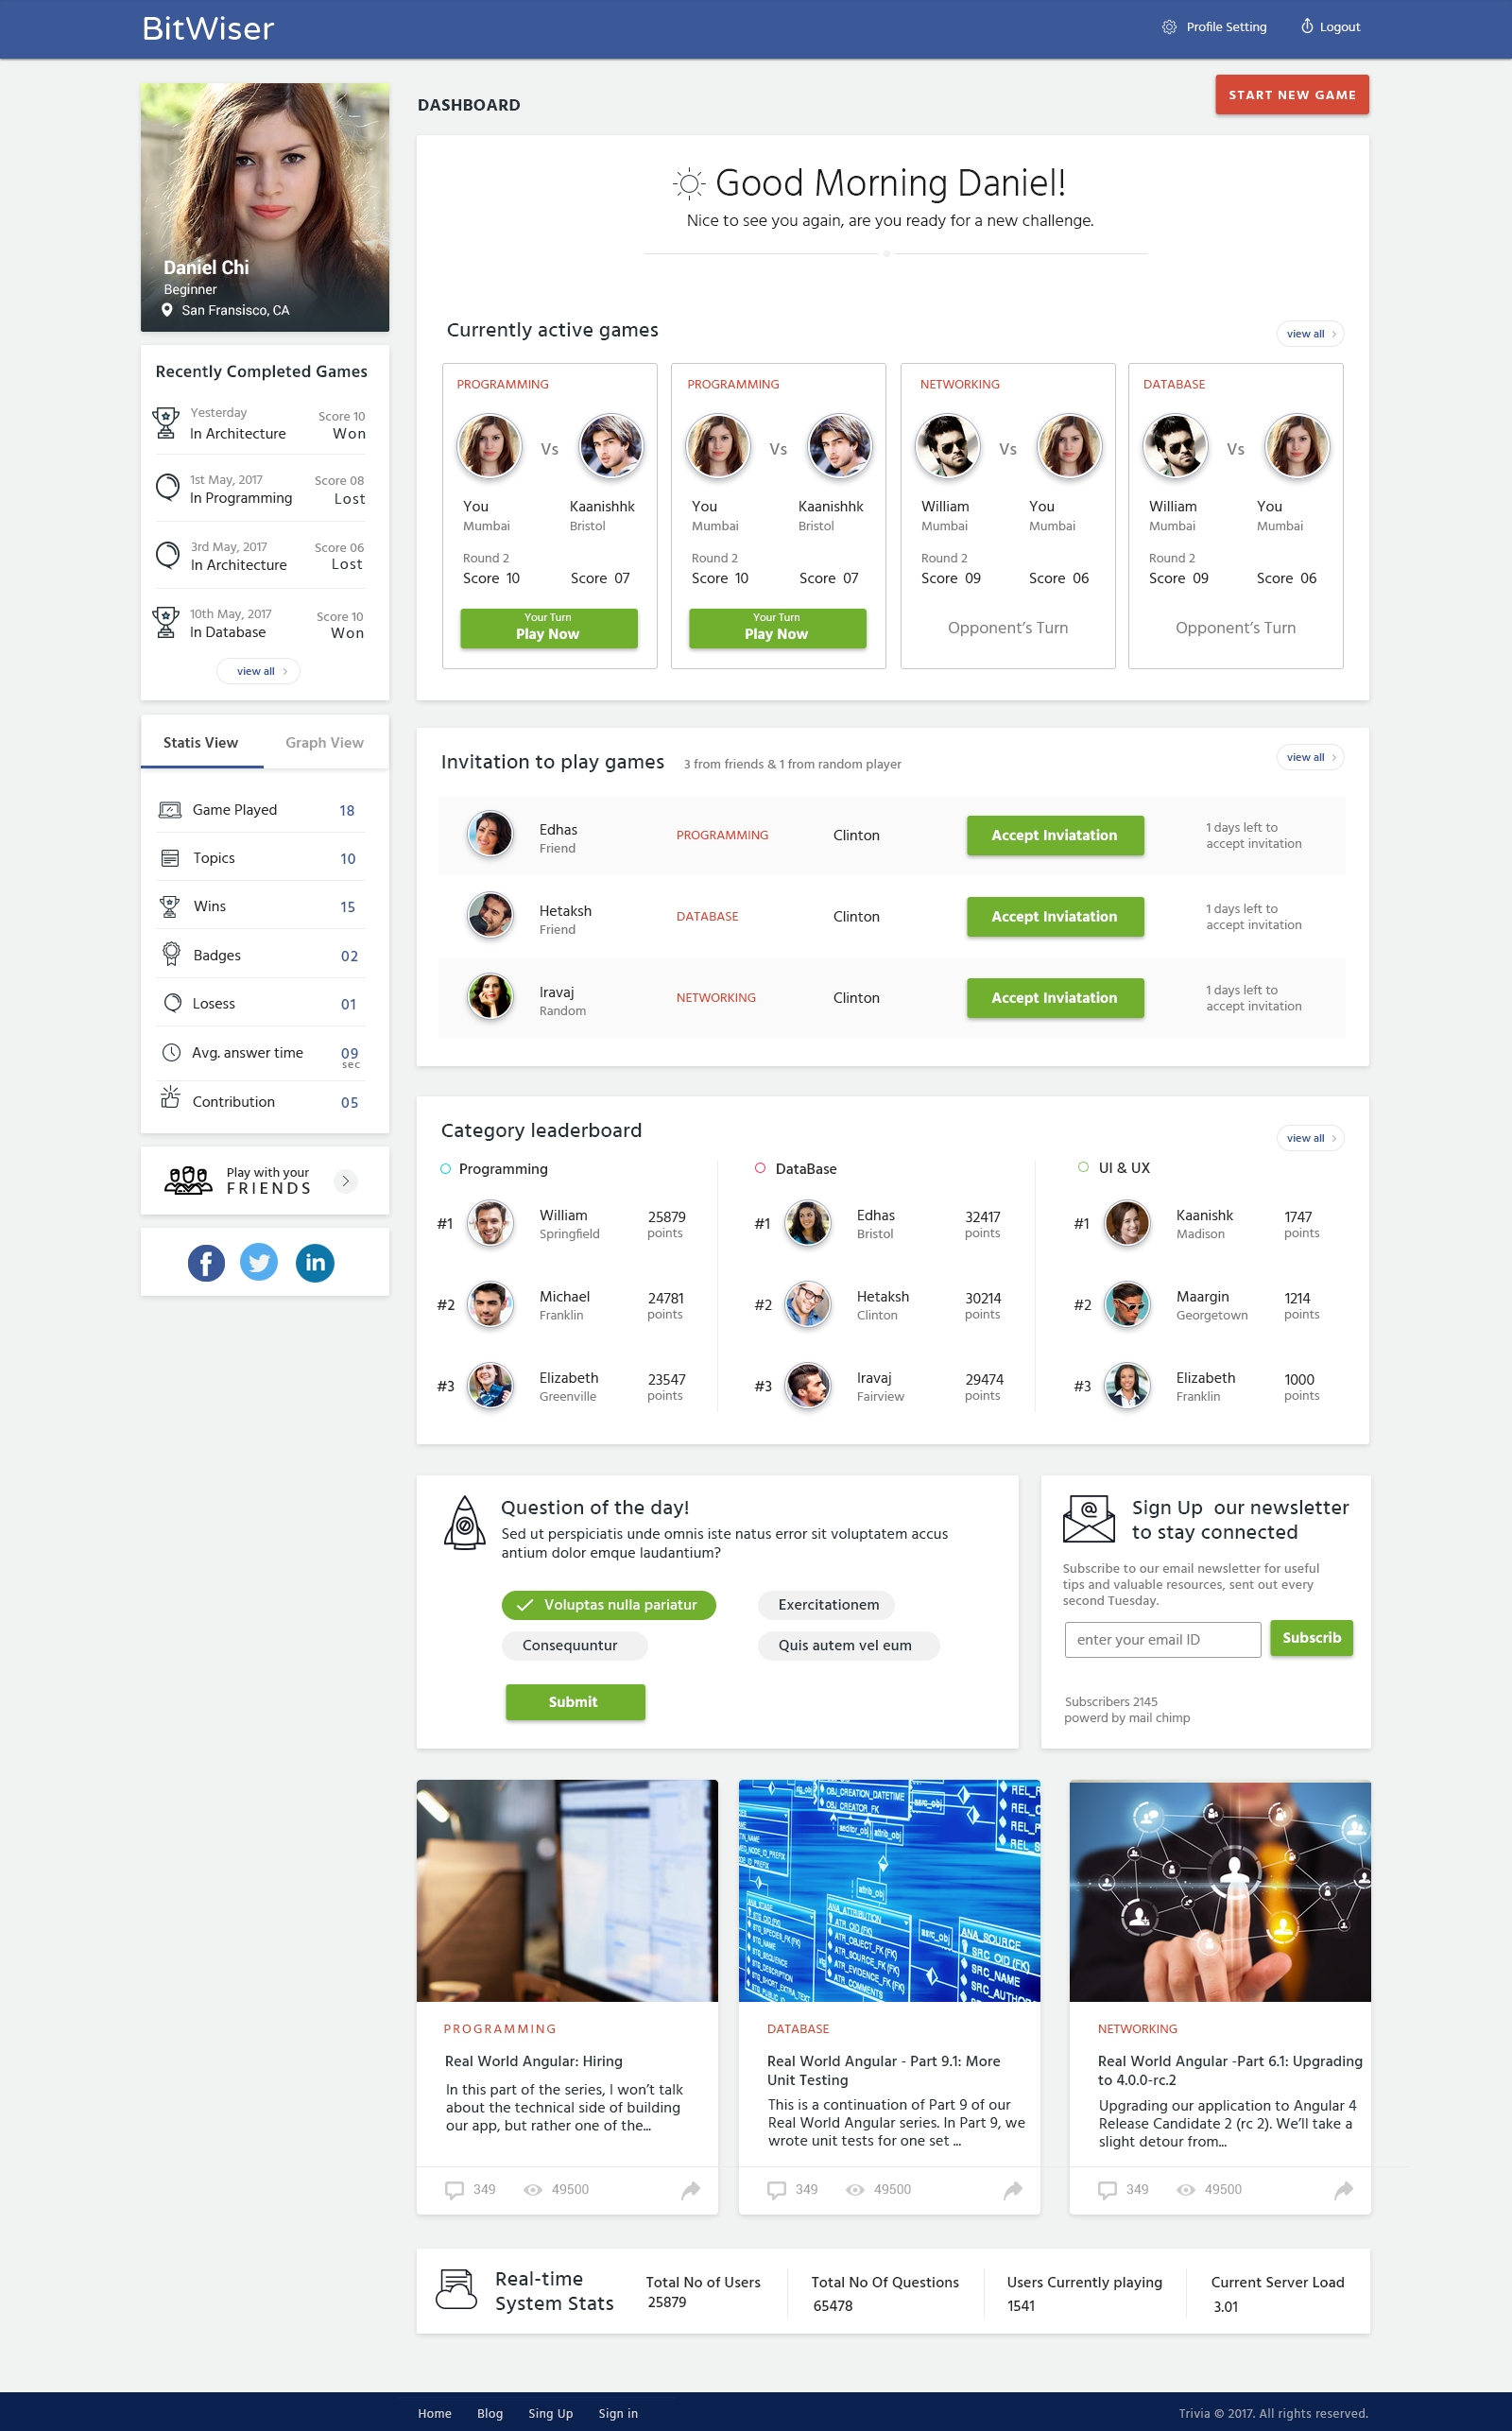 BitWiser
Profile Setting
Logout
DASHBOARD
START NEW GAME
Daniel Chi
Beginner
San Fransisco, CA
Recently Completed Games
Yesterday
Score 10
In Architecture
Won
1st May, 2017
Score 08
In Programming
Lost
3rd May, 2017
Score 06
In Architecture
Lost
10th May, 2017
Score 10
In Database
Won
view all
Statis View
Graph View
Game Played 18
Topics 10
Wins 15
Badges 02
Losess 01
Avg. answer time 09
sec
Contribution 05
Play with your
FRIENDS
Good Morning Daniel!
Nice to see you again, are you ready for a new challenge.
Currently active games
view all
PROGRAMMING
Vs
You
Kaanishhk
Mumbai
Bristol
Round 2
Score 10
Score 07
Your Turn
Play Now
PROGRAMMING
Vs
You
Kaanishhk
Mumbai
Bristol
Round 2
Score 10
Score 07
Your Turn
Play Now
NETWORKING
Vs
William
You
Mumbai
Mumbai
Round 2
Score 09
Score 06
Opponent’s Turn
DATABASE
Vs
William
You
Mumbai
Mumbai
Round 2
Score 09
Score 06
Opponent’s Turn
Invitation to play games
3 from friends & 1 from random player
view all
Edhas
Friend
PROGRAMMING
Clinton
Accept Inviatation
1 days left to
accept invitation
Hetaksh
Friend
DATABASE
Clinton
Accept Inviatation
1 days left to
accept invitation
Iravaj
Random
NETWORKING
Clinton
Accept Inviatation
1 days left to
accept invitation
Category leaderboard
view all
Programming
#1
William
Springfield
25879
points
#2
Michael
Franklin
24781
points
#3
Elizabeth
Greenville
23547
points
DataBase
#1
Edhas
Bristol
32417
points
#2
Hetaksh
Clinton
30214
points
#3
Iravaj
Fairview
29474
points
UI & UX
#1
Kaanishk
Madison
1747
points
#2
Maargin
Georgetown
1214
points
#3
Elizabeth
Franklin
1000
points
Question of the day!
Sed ut perspiciatis unde omnis iste natus error sit voluptatem accus
antium dolor emque laudantium?
Voluptas nulla pariatur
Exercitationem
Consequuntur
Quis autem vel eum
Submit
@
Sign Up our newsletter
to stay connected
Subscribe to our email newsletter for useful
tips and valuable resources, sent out every
second Tuesday.
enter your email ID
Subscrib
Subscribers 2145
powerd by mail chimp
PROGRAMMING
Real World Angular: Hiring
In this part of the series, I won’t talk
about the technical side of building
our app, but rather one of the...
349
49500
OBJ_CREATION_DATETIME
OBJ_CREATOR_FK
attrib_obj
attrib_obj
ANA_ATTRIBUTION
ATR_OID (FK)
ATR_OBJECT_FK (FK)
ATR_SOURCE_FK (FK)
ATR_EVIDENCE_FK (FK)
ATR_COMMENTS
ANA_SOURCE
SRC_OID (FK)
SRC_NAME
DATABASE
Real World Angular - Part 9.1: More
Unit Testing
This is a continuation of Part 9 of our
Real World Angular series. In Part 9, we
wrote unit tests for one set ...
349
49500
NETWORKING
Real World Angular -Part 6.1: Upgrading
to 4.0.0-rc.2
Upgrading our application to Angular 4
Release Candidate 2 (rc 2). We’ll take a
slight detour from...
349
49500
Real-time
System Stats
Total No of Users
25879
Total No Of Questions
65478
Users Currently playing
1541
Current Server Load
3.01
Home
Blog
Sing Up
Sign in
Trivia © 2017. All rights reserved.